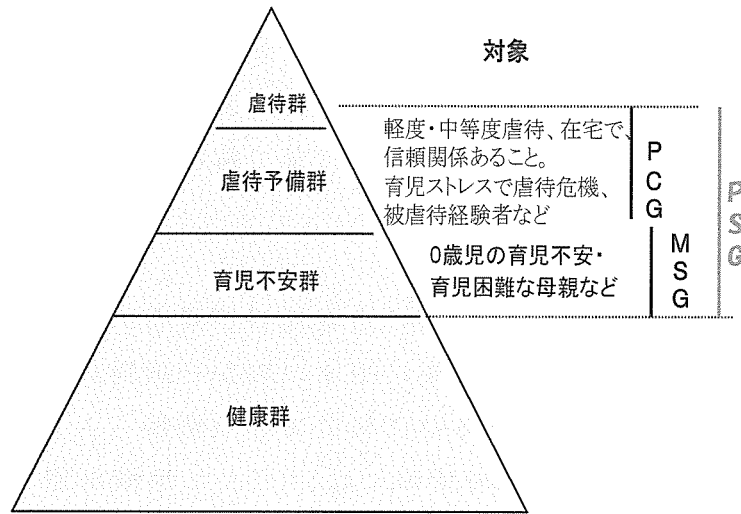 対象
虐待群
軽度・中等度虐待、在宅で、
信頼関係あること。
育児ストレスで虐待危機、
被虐待経験者など
PCG
PSG
虐待予備群
0歳児の育児不安・
育児困難な母親など
MSG
育児不安群
健康群